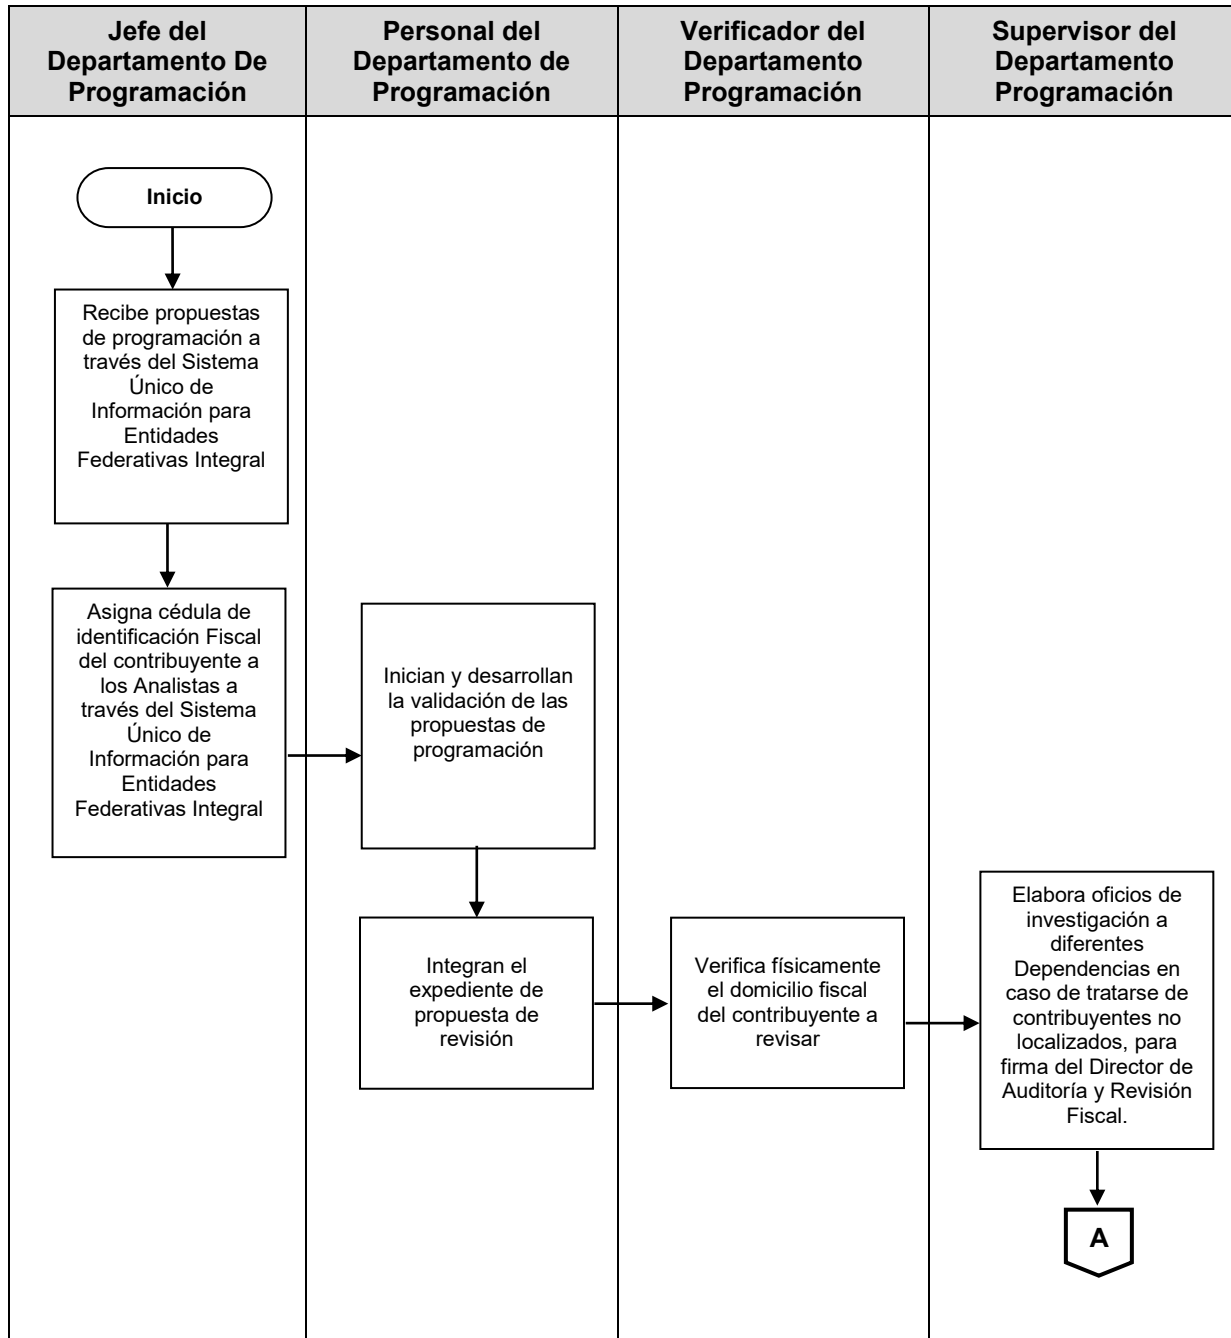 Jefe del
Departamento De
Programación
Personal del
Departamento de
Programación
Verificador del
Departamento
Programación
Supervisor del
Departamento
Programación
Inicio
Recibe propuestas
de programación a
través del Sistema
Único de
Información para
Entidades
Federativas Integral
Asigna cédula de
identificación Fiscal
del contribuyente a
los Analistas a
través del Sistema
Único de
Información para
Entidades
Federativas Integral
Inician y desarrollan
la validación de las
propuestas de
programación
Integran el
expediente de
propuesta de
revisión
Verifica físicamente
el domicilio fiscal
del contribuyente a
revisar
Elabora oficios de
investigación a
diferentes
Dependencias en
caso de tratarse de
contribuyentes no
localizados, para
firma del Director de
Auditoría y Revisión
Fiscal.
A